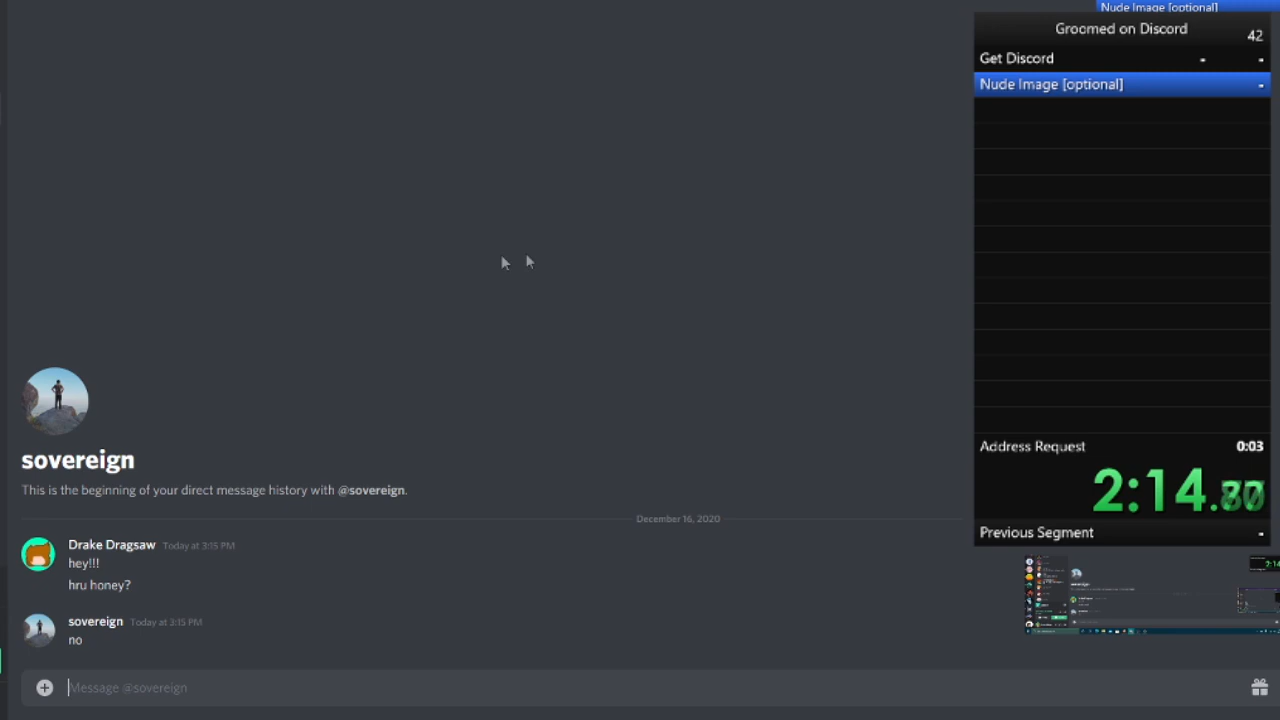 Nude Image [optional]
Groomed on Discord
42
Get Discord - -
Nude Image [optional] -
sovereign
This is the beginning of your direct message history with @sovereign.
December 16, 2020
Drake Dragsaw Today at 3:15 PM
hey!!!
hru honey?
sovereign Today at 3:15 PM
no
Message @sovereign
Address Request 0:03
2:14.
Previous Segment -